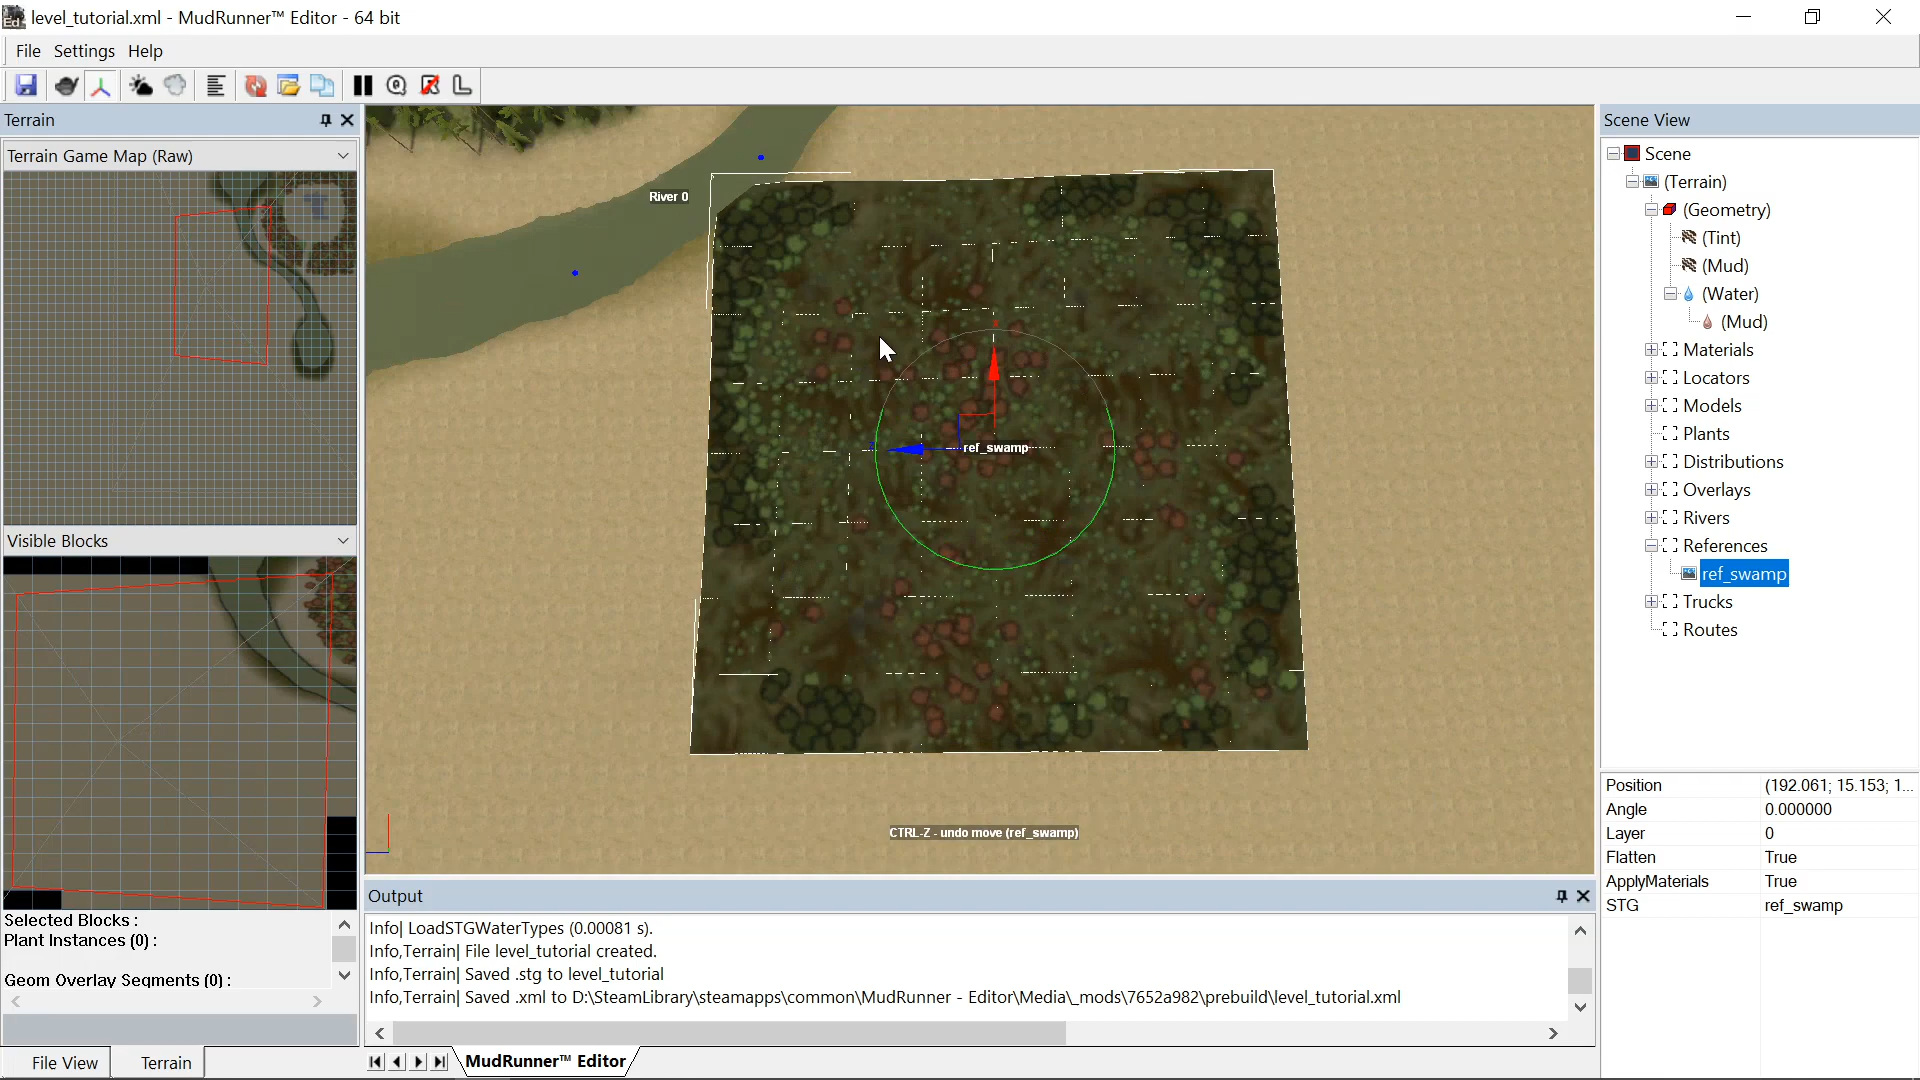 level_tutorial.xml - MudRunner™ Editor - 64 bit
File Settings Help
Terrain
Terrain Game Map (Raw)
Visible Blocks
Selected Blocks :
Plant Instances (0) :
Geom Overlay Segments (0) :
File View
Terrain
River 0
ref_swamp
CTRL-Z - undo move (ref_swamp)
Output
Info| LoadSTGWaterTypes (0.00081 s).
Info,Terrain| File level_tutorial created.
Info,Terrain| Saved .stg to level_tutorial
Info,Terrain| Saved .xml to D:\SteamLibrary\steamapps\common\MudRunner - Editor\Media\_mods\7652a982\prebuild\level_tutorial.xml
MudRunner™ Editor
Scene View
Scene
(Terrain)
(Geometry)
(Tint)
(Mud)
(Water)
(Mud)
Materials
Locators
Models
Plants
Distributions
Overlays
Rivers
References
ref_swamp
Trucks
Routes
Position (192.061; 15.153; 1...
Angle 0.000000
Layer 0
Flatten True
ApplyMaterials True
STG ref_swamp